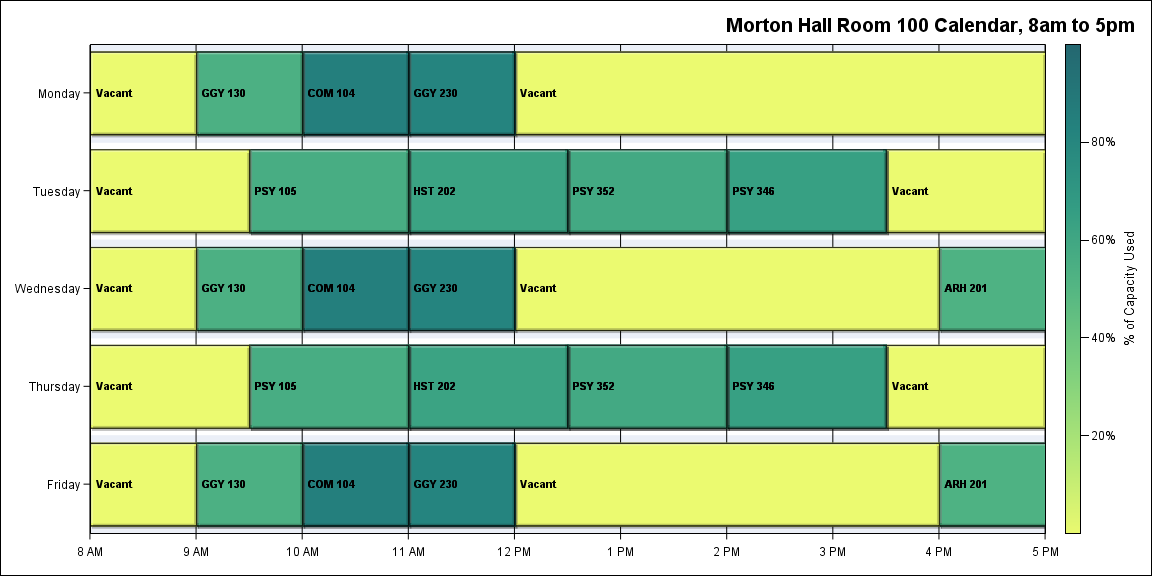 Morton Hall Room 100 Calendar, 8am to 5pm
Monday
Vacant
GGY 130
COM 104
GGY 230
Vacant
Tuesday
Vacant
PSY 105
HST 202
PSY 352
PSY 346
Vacant
Wednesday
Vacant
GGY 130
COM 104
GGY 230
Vacant
ARH 201
Thursday
Vacant
PSY 105
HST 202
PSY 352
PSY 346
Vacant
Friday
Vacant
GGY 130
COM 104
GGY 230
Vacant
ARH 201
8 AM
9 AM
10 AM
11 AM
12 PM
1 PM
2 PM
3 PM
4 PM
5 PM
80%
60%
40%
20%
% of Capacity Used